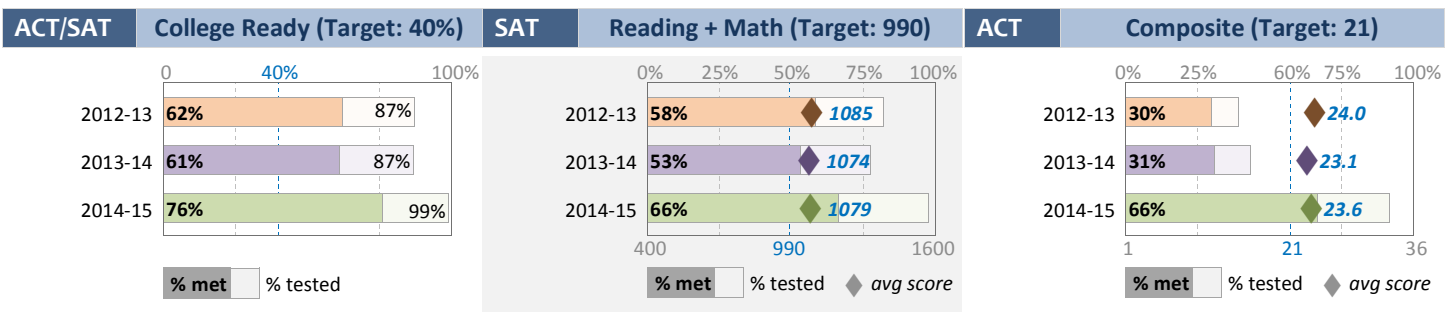 ACT/SAT College Ready (Target: 40%)
0 40% 100%
2012-13 62% 87%
2013-14 61% 87%
2014-15 76% 99%
% met % tested
SAT Reading + Math (Target: 990)
0% 25% 50% 75% 100%
2012-13 58% 1085
2013-14 53% 1074
2014-15 66% 1079
400 990 1600
% met % tested avg score
ACT Composite (Target: 21)
0% 25% 60% 75% 100%
2012-13 30% 24.0
2013-14 31% 23.1
2014-15 66% 23.6
1 21 36
% met % tested avg score